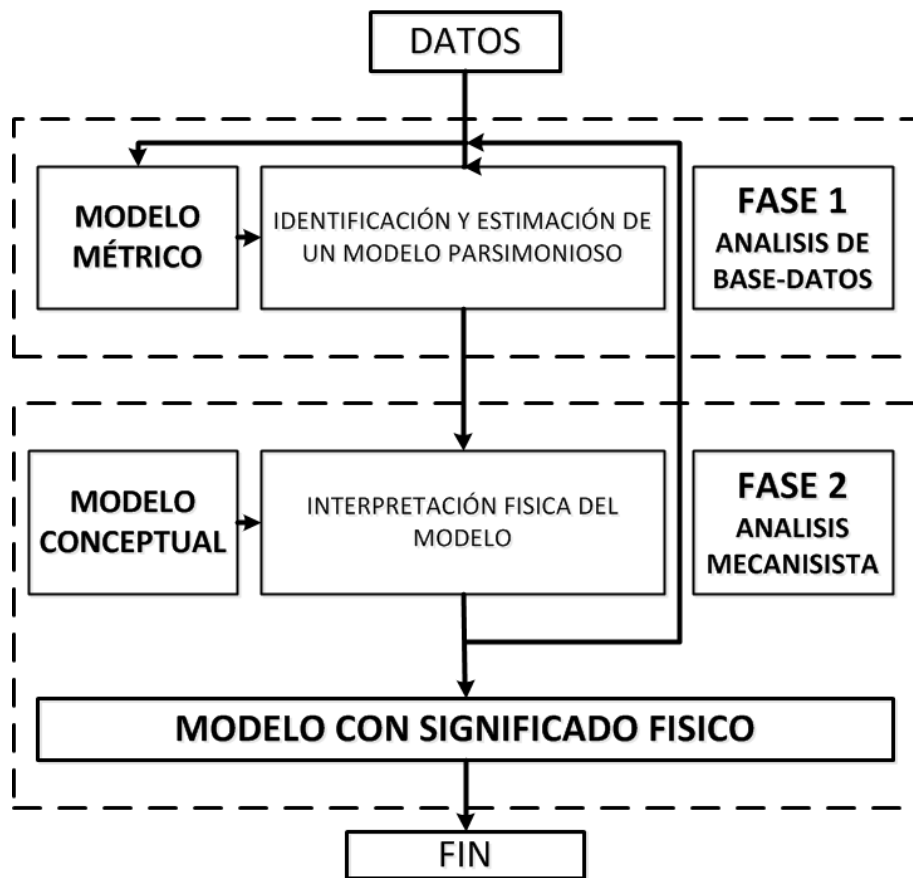 DATOS
MODELO
MÉTRICO
IDENTIFICACIÓN Y ESTIMACIÓN DE
UN MODELO PARSIMONIOSO
FASE 1
ANALISIS DE
BASE-DATOS
MODELO
CONCEPTUAL
INTERPRETACIÓN FISICA DEL
MODELO
FASE 2
ANALISIS
MECANISISTA
MODELO CON SIGNIFICADO FISICO
FIN